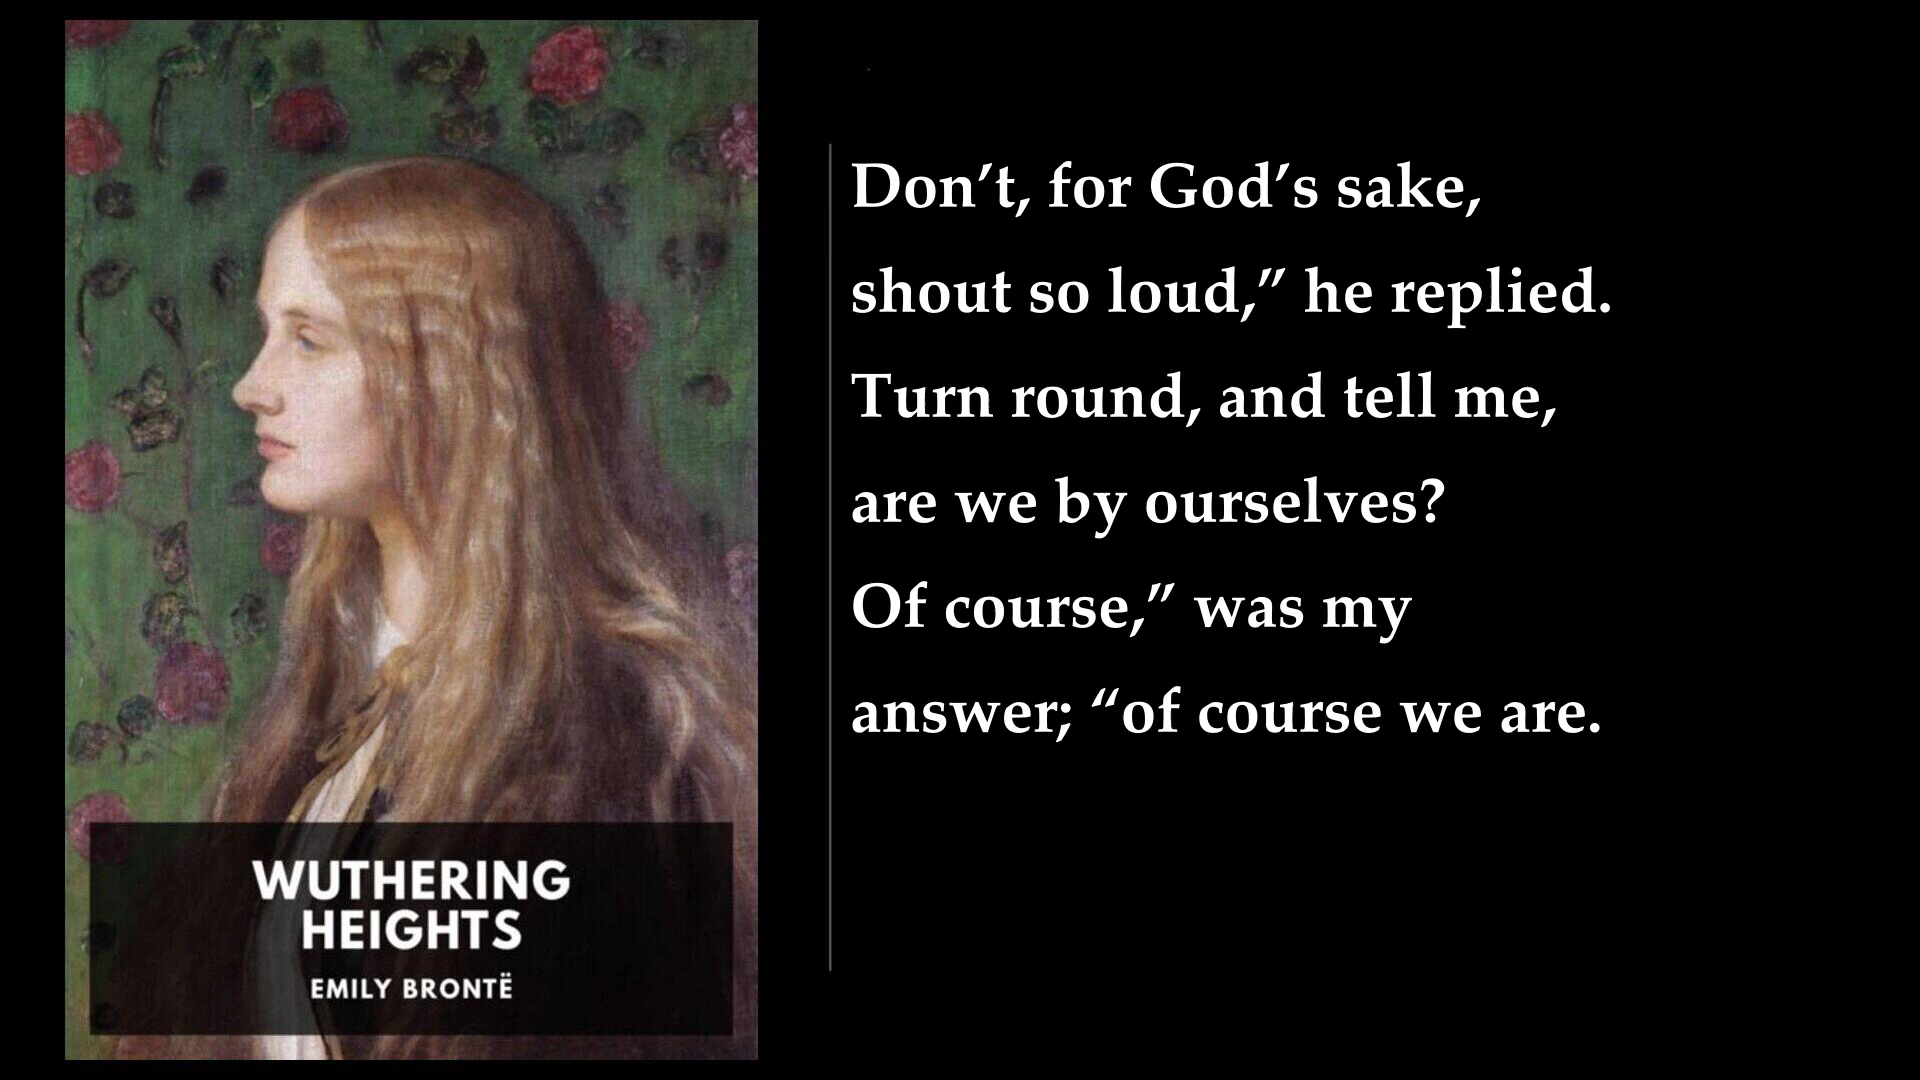 WUTHERING
HEIGHTS
EMILY BRONTË
Don’t, for God’s sake,
shout so loud,” he replied.
Turn round, and tell me,
are we by ourselves?
Of course,” was my
answer; “of course we are.